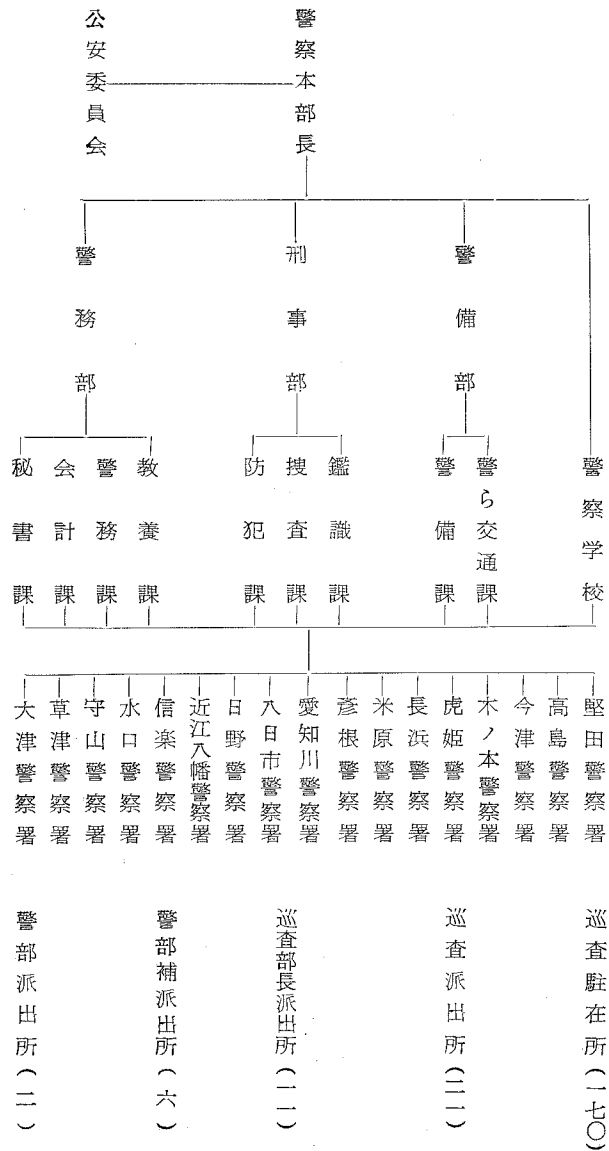 公安委員会
警察本部長
警務部
刑事部
警備部
秘書課
会計課
警務課
教養課
防犯課
捜査課
鑑識課
警備課
警ら交通課
警察学校
大津警察署
草津警察署
守山警察署
水口警察署
信楽警察署
近江八幡警察署
日野警察署
八日市警察署
愛知川警察署
彦根警察署
米原警察署
長浜警察署
虎姫警察署
木ノ本警察署
今津警察署
高島警察署
堅田警察署
警部派出所(二)
警部補派出所(六)
巡査部長派出所(一一)
巡査派出所(二一)
巡査駐在所(一七〇)